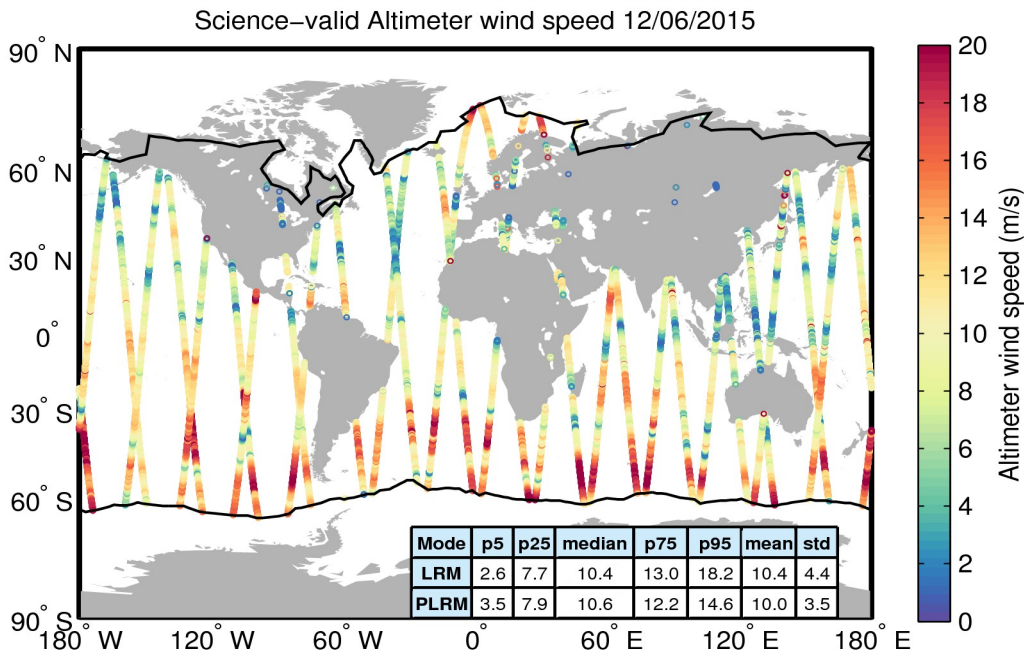 Science−valid Altimeter wind speed 12/06/2015
90° N
60° N
30° N
0°
30° S
60° S
90° S
180° W
120° W
60° W
0°
60° E
120° E
180° E
Mode p5 p25 median p75 p95 mean std
LRM 2.6 7.7 10.4 13.0 18.2 10.4 4.4
PLRM 3.5 7.9 10.6 12.2 14.6 10.0 3.5
20
18
16
14
12
10
8
6
4
2
0
Altimeter wind speed (m/s)